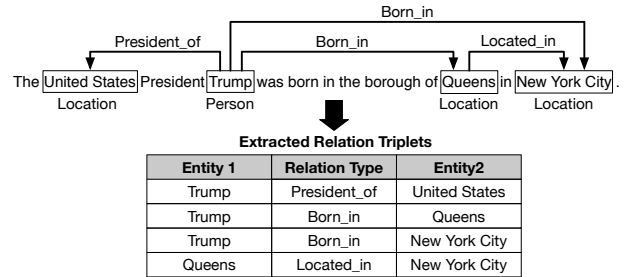 Born_in
President_of Born_in Located_in
The United States President Trump was born in the borough of Queens in New York City .
Location Person Location Location
Extracted Relation Triplets
Entity 1 Relation Type Entity2
Trump President_of United States
Trump Born_in Queens
Trump Born_in New York City
Queens Located_in New York City